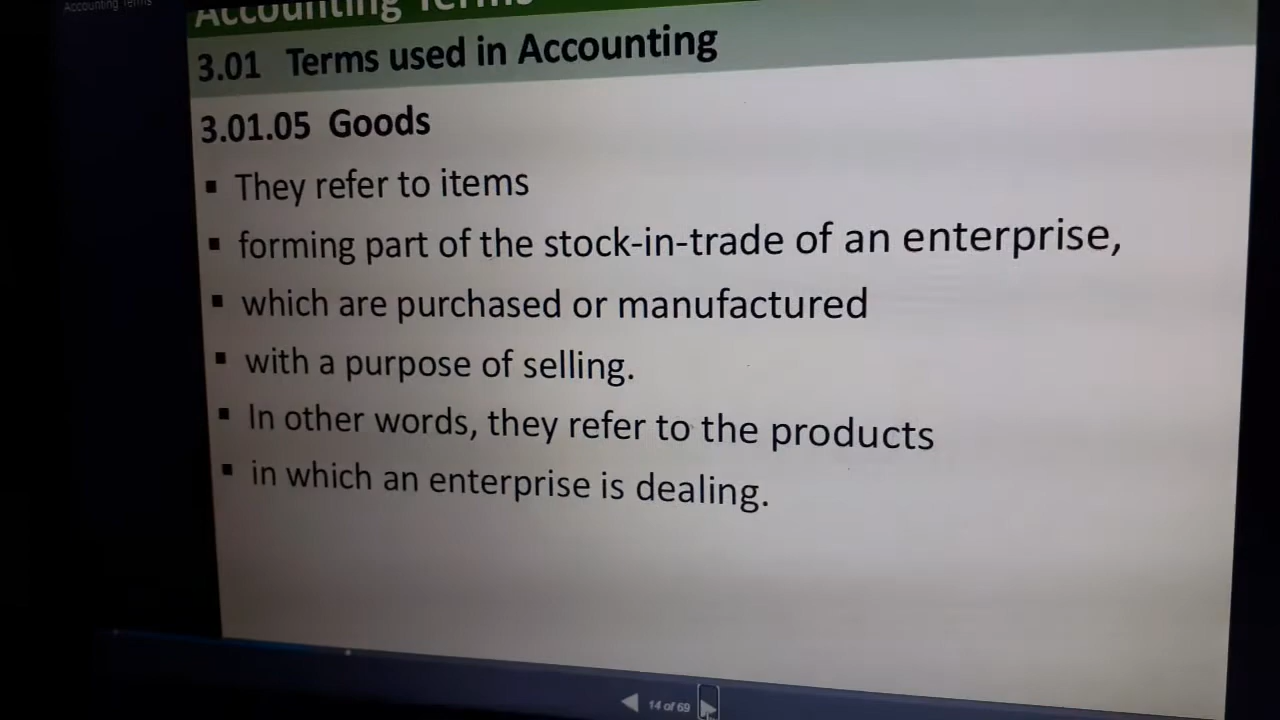 Accounting Terms
Accounting Terms
3.01 Terms used in Accounting
3.01.05 Goods
▪ They refer to items
▪ forming part of the stock-in-trade of an enterprise,
▪ which are purchased or manufactured
▪ with a purpose of selling.
▪ In other words, they refer to the products
▪ in which an enterprise is dealing.
14 of 69